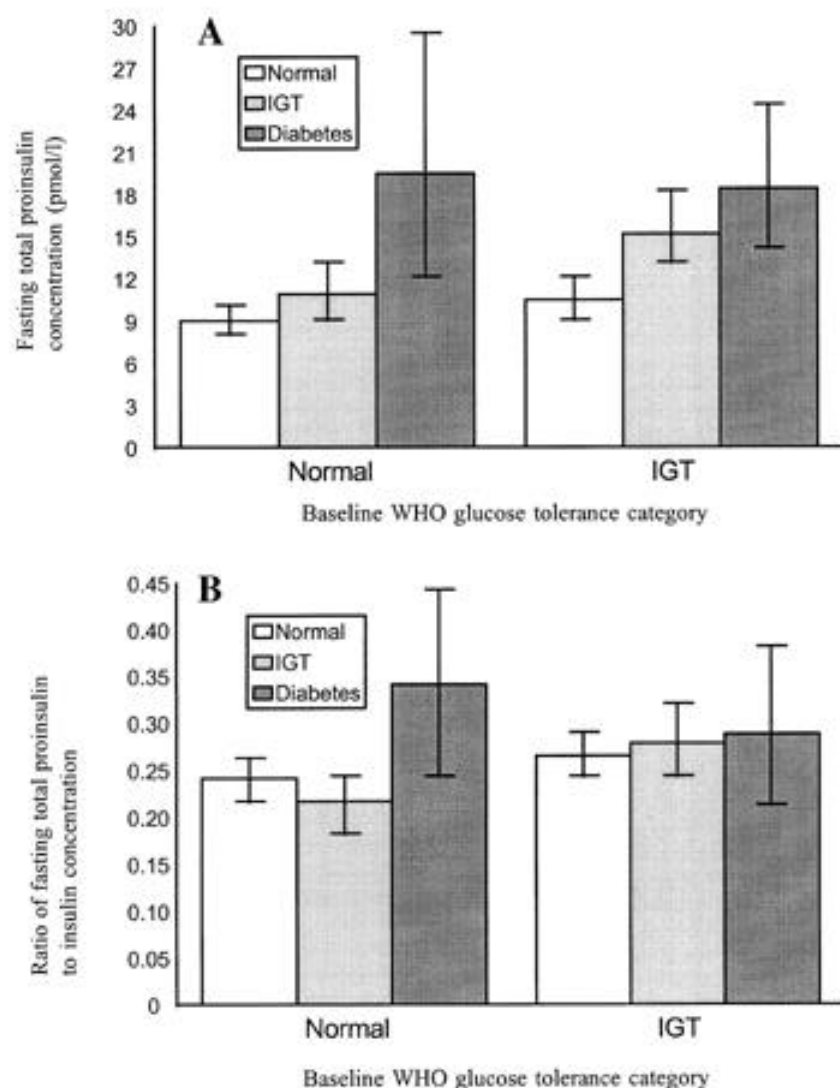 A
30
27
24
21
18
15
12
9
6
3
0
Normal
IGT
Diabetes
Fasting total proinsulin
concentration (pmol/l)
Normal
IGT
Baseline WHO glucose tolerance category
B
0.45
0.40
0.35
0.30
0.25
0.20
0.15
0.10
0.05
0
Normal
IGT
Diabetes
Ratio of fasting total proinsulin
to insulin concentration
Normal
IGT
Baseline WHO glucose tolerance category